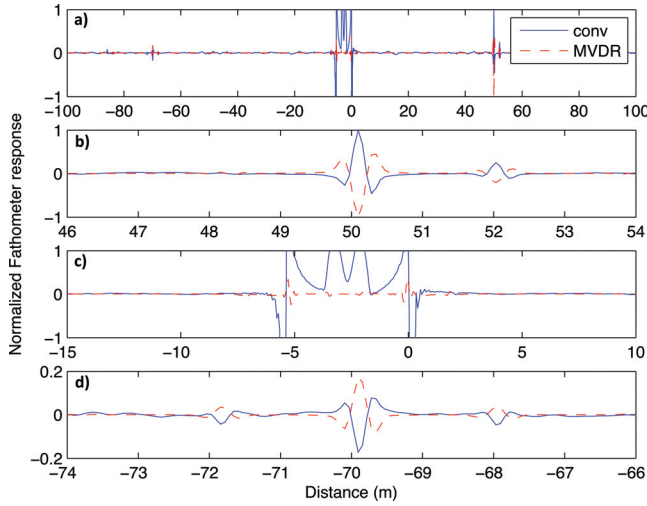 a)
1
0
−1
−100 −80 −60 −40 −20 0 20 40 60 80 100
conv
MVDR
b)
1
0
−1
46 47 48 49 50 51 52 53 54
c)
1
0
−1
−15 −10 −5 0 5 10
d)
0.2
0
−0.2
−74 −73 −72 −71 −70 −69 −68 −67 −66
Distance (m)
Normalized Fathometer response